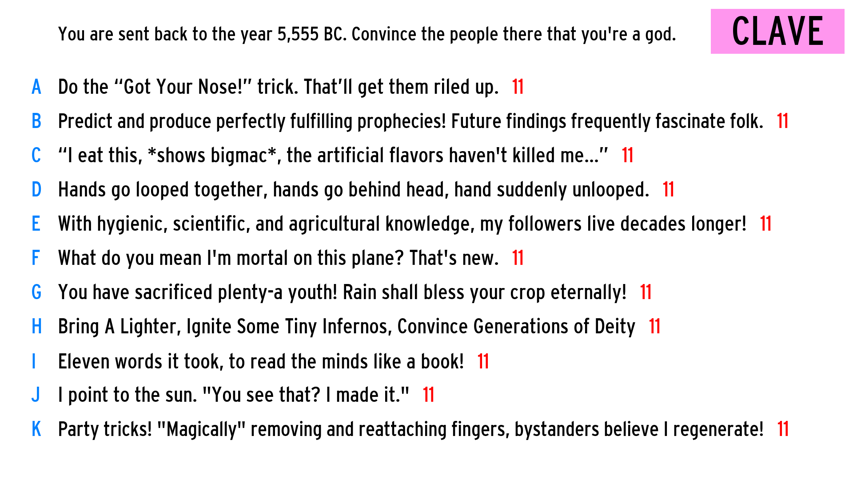 You are sent back to the year 5,555 BC. Convince the people there that you're a god.
CLAVE
A Do the “Got Your Nose!” trick. That’ll get them riled up. 11
B Predict and produce perfectly fulfilling prophecies! Future findings frequently fascinate folk. 11
C “I eat this, *shows bigmac*, the artificial flavors haven't killed me...” 11
D Hands go looped together, hands go behind head, hand suddenly unlooped. 11
E With hygienic, scientific, and agricultural knowledge, my followers live decades longer! 11
F What do you mean I'm mortal on this plane? That's new. 11
G You have sacrificed plenty-a youth! Rain shall bless your crop eternally! 11
H Bring A Lighter, Ignite Some Tiny Infernos, Convince Generations of Deity 11
I Eleven words it took, to read the minds like a book! 11
J I point to the sun. "You see that? I made it." 11
K Party tricks! "Magically" removing and reattaching fingers, bystanders believe I regenerate! 11